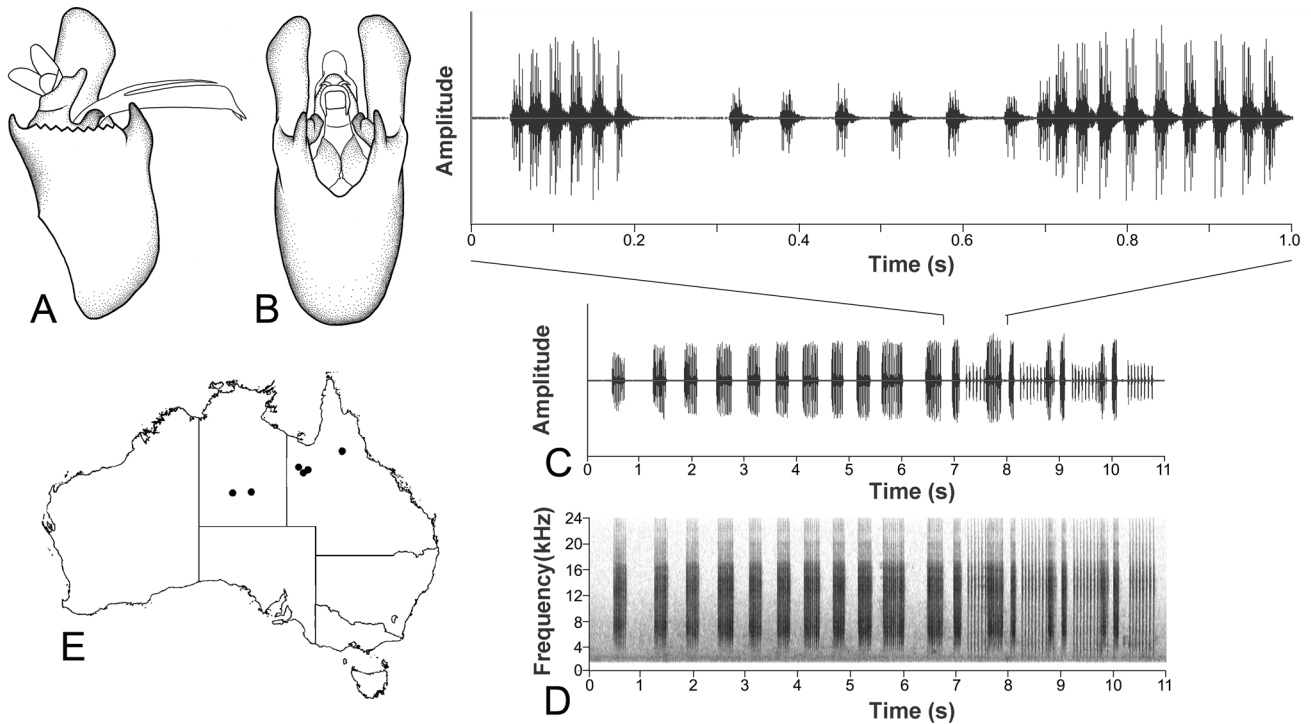 A
B
Amplitude
0 0.2 0.4 0.6 0.8 1.0
Time (s)
Amplitude
C
0 1 2 3 4 5 6 7 8 9 10 11
Time (s)
E
Frequency(kHz)
24
20
16
12
8
4
0
D
0 1 2 3 4 5 6 7 8 9 10 11
Time (s)